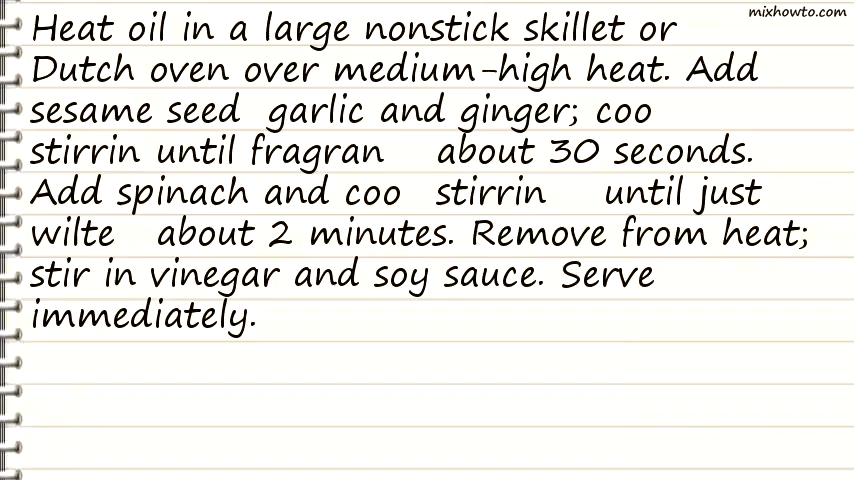 mixhowto.com
Heat oil in a large nonstick skillet or
Dutch oven over medium-high heat. Add
sesame seed garlic and ginger; coo
stirrin until fragran about 30 seconds.
Add spinach and coo stirrin until just
wilte about 2 minutes. Remove from heat;
stir in vinegar and soy sauce. Serve
immediately.